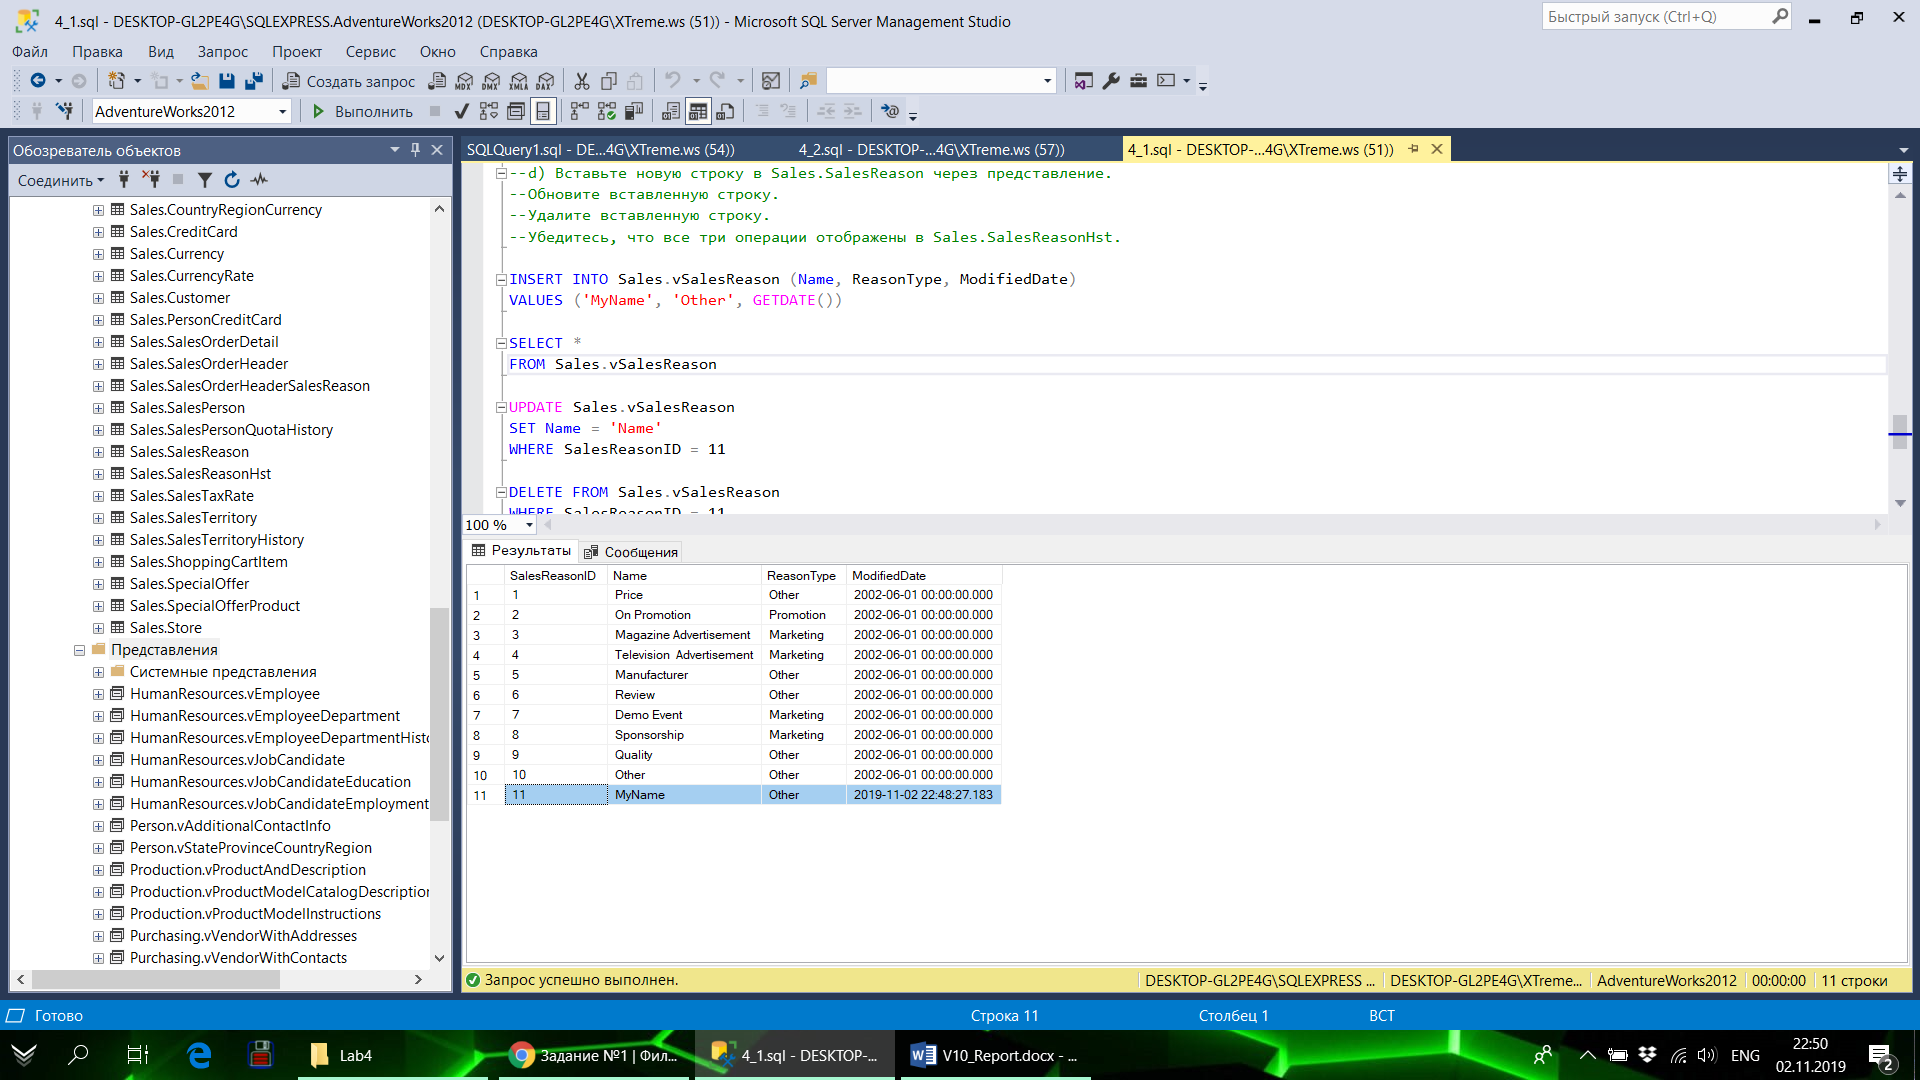 4_1.sql - DESKTOP-GL2PE4G\SQLEXPRESS.AdventureWorks2012 (DESKTOP-GL2PE4G\XTreme.ws (51)) - Microsoft SQL Server Management Studio
Быстрый запуск (Ctrl+Q)
Файл Правка Вид Запрос Проект Сервис Окно Справка
Создать запрос
AdventureWorks2012 Выполнить
Обозреватель объектов
Соединить
Sales.CountryRegionCurrency
Sales.CreditCard
Sales.Currency
Sales.CurrencyRate
Sales.Customer
Sales.PersonCreditCard
Sales.SalesOrderDetail
Sales.SalesOrderHeader
Sales.SalesOrderHeaderSalesReason
Sales.SalesPerson
Sales.SalesPersonQuotaHistory
Sales.SalesReason
Sales.SalesReasonHst
Sales.SalesTaxRate
Sales.SalesTerritory
Sales.SalesTerritoryHistory
Sales.ShoppingCartItem
Sales.SpecialOffer
Sales.SpecialOfferProduct
Sales.Store
Представления
Системные представления
HumanResources.vEmployee
HumanResources.vEmployeeDepartment
HumanResources.vEmployeeDepartmentHisto
HumanResources.vJobCandidate
HumanResources.vJobCandidateEducation
HumanResources.vJobCandidateEmployment
Person.vAdditionalContactInfo
Person.vStateProvinceCountryRegion
Production.vProductAndDescription
Production.vProductModelCatalogDescription
Production.vProductModelInstructions
Purchasing.vVendorWithAddresses
Purchasing.vVendorWithContacts
SQLQuery1.sql - DE...4G\XTreme.ws (54)) 4_2.sql - DESKTOP-...4G\XTreme.ws (57)) 4_1.sql - DESKTOP-...4G\XTreme.ws (51))
--d) Вставьте новую строку в Sales.SalesReason через представление.
--Обновите вставленную строку.
--Удалите вставленную строку.
--Убедитесь, что все три операции отображены в Sales.SalesReasonHst.
INSERT INTO Sales.vSalesReason (Name, ReasonType, ModifiedDate)
VALUES ('MyName', 'Other', GETDATE())
SELECT *
FROM Sales.vSalesReason
UPDATE Sales.vSalesReason
SET Name = 'Name'
WHERE SalesReasonID = 11
DELETE FROM Sales.vSalesReason
WHERE SalesReasonID = 11
100 %
Результаты Сообщения
SalesReasonID Name ReasonType ModifiedDate
1 1 Price Other 2002-06-01 00:00:00.000
2 2 On Promotion Promotion 2002-06-01 00:00:00.000
3 3 Magazine Advertisement Marketing 2002-06-01 00:00:00.000
4 4 Television Advertisement Marketing 2002-06-01 00:00:00.000
5 5 Manufacturer Other 2002-06-01 00:00:00.000
6 6 Review Other 2002-06-01 00:00:00.000
7 7 Demo Event Marketing 2002-06-01 00:00:00.000
8 8 Sponsorship Marketing 2002-06-01 00:00:00.000
9 9 Quality Other 2002-06-01 00:00:00.000
10 10 Other Other 2002-06-01 00:00:00.000
11 11 MyName Other 2019-11-02 22:48:27.183
Запрос успешно выполнен. DESKTOP-GL2PE4G\SQLEXPRESS ... DESKTOP-GL2PE4G\XTreme... AdventureWorks2012 00:00:00 11 строки
Готово Строка 11 Столбец 1 ВСТ
Lab4 Задание №1 | Фил... 4_1.sql - DESKTOP-... V10_Report.docx - ... ENG 22:50
02.11.2019 2